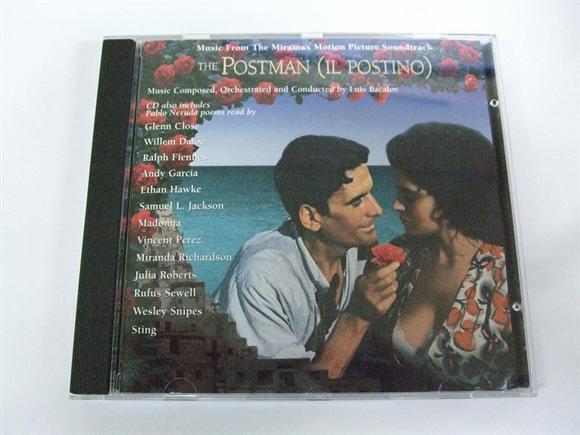 Music From The Miramax Motion Picture Soundtrack
THE POSTMAN (IL POSTINO)
Music Composed, Orchestrated and Conducted by Luis Bacalov
CD also includes
Pablo Neruda poems read by
Glenn Close
Willem Dafoe
Ralph Fiennes
Andy Garcia
Ethan Hawke
Samuel L. Jackson
Madonna
Vincent Perez
Miranda Richardson
Julia Roberts
Rufus Sewell
Wesley Snipes
Sting